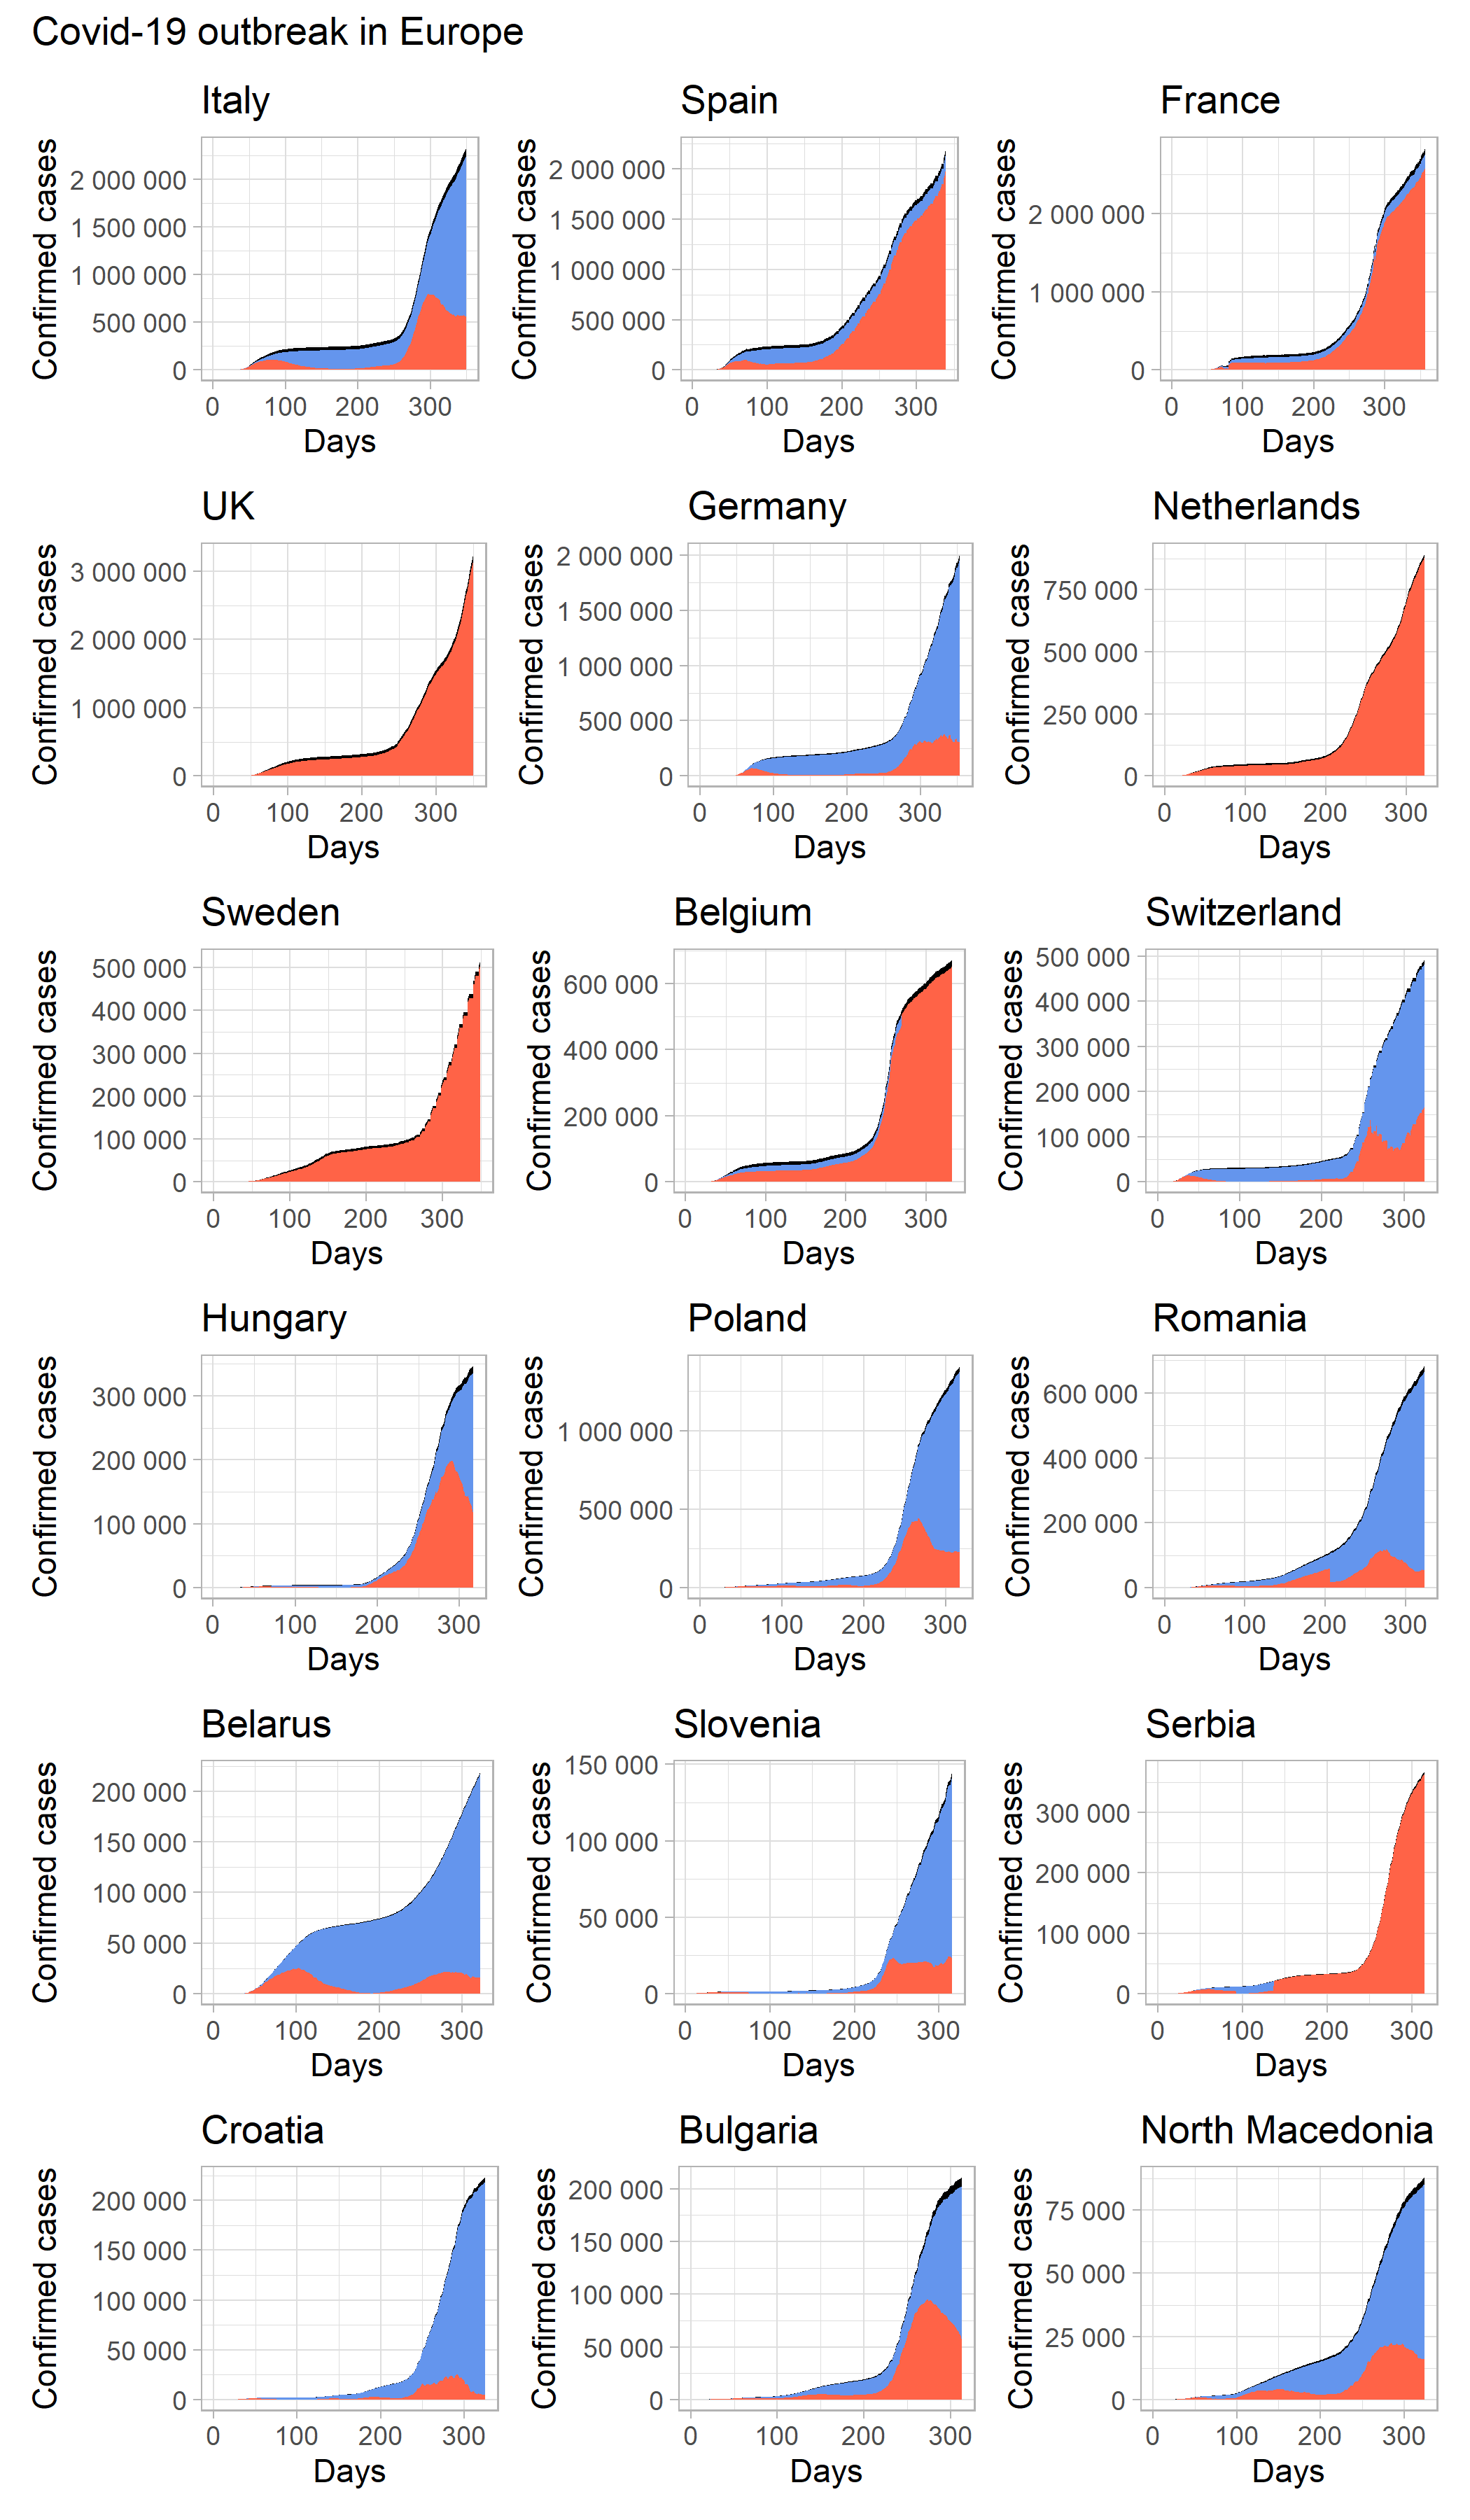 Covid-19 outbreak in Europe
Italy
Confirmed cases
2 000 000
1 500 000
1 000 000
500 000
0
0 100 200 300
Days
Spain
Confirmed cases
2 000 000
1 500 000
1 000 000
500 000
0
0 100 200 300
Days
France
Confirmed cases
2 000 000
1 000 000
0
0 100 200 300
Days
UK
Confirmed cases
3 000 000
2 000 000
1 000 000
0
0 100 200 300
Days
Germany
Confirmed cases
2 000 000
1 500 000
1 000 000
500 000
0
0 100 200 300
Days
Netherlands
Confirmed cases
750 000
500 000
250 000
0
0 100 200 300
Days
Sweden
Confirmed cases
500 000
400 000
300 000
200 000
100 000
0
0 100 200 300
Days
Belgium
Confirmed cases
600 000
400 000
200 000
0
0 100 200 300
Days
Switzerland
Confirmed cases
500 000
400 000
300 000
200 000
100 000
0
0 100 200 300
Days
Hungary
Confirmed cases
300 000
200 000
100 000
0
0 100 200 300
Days
Poland
Confirmed cases
1 000 000
500 000
0
0 100 200 300
Days
Romania
Confirmed cases
600 000
400 000
200 000
0
0 100 200 300
Days
Belarus
Confirmed cases
200 000
150 000
100 000
50 000
0
0 100 200 300
Days
Slovenia
Confirmed cases
150 000
100 000
50 000
0
0 100 200 300
Days
Serbia
Confirmed cases
300 000
200 000
100 000
0
0 100 200 300
Days
Croatia
Confirmed cases
200 000
150 000
100 000
50 000
0
0 100 200 300
Days
Bulgaria
Confirmed cases
200 000
150 000
100 000
50 000
0
0 100 200 300
Days
North Macedonia
Confirmed cases
75 000
50 000
25 000
0
0 100 200 300
Days